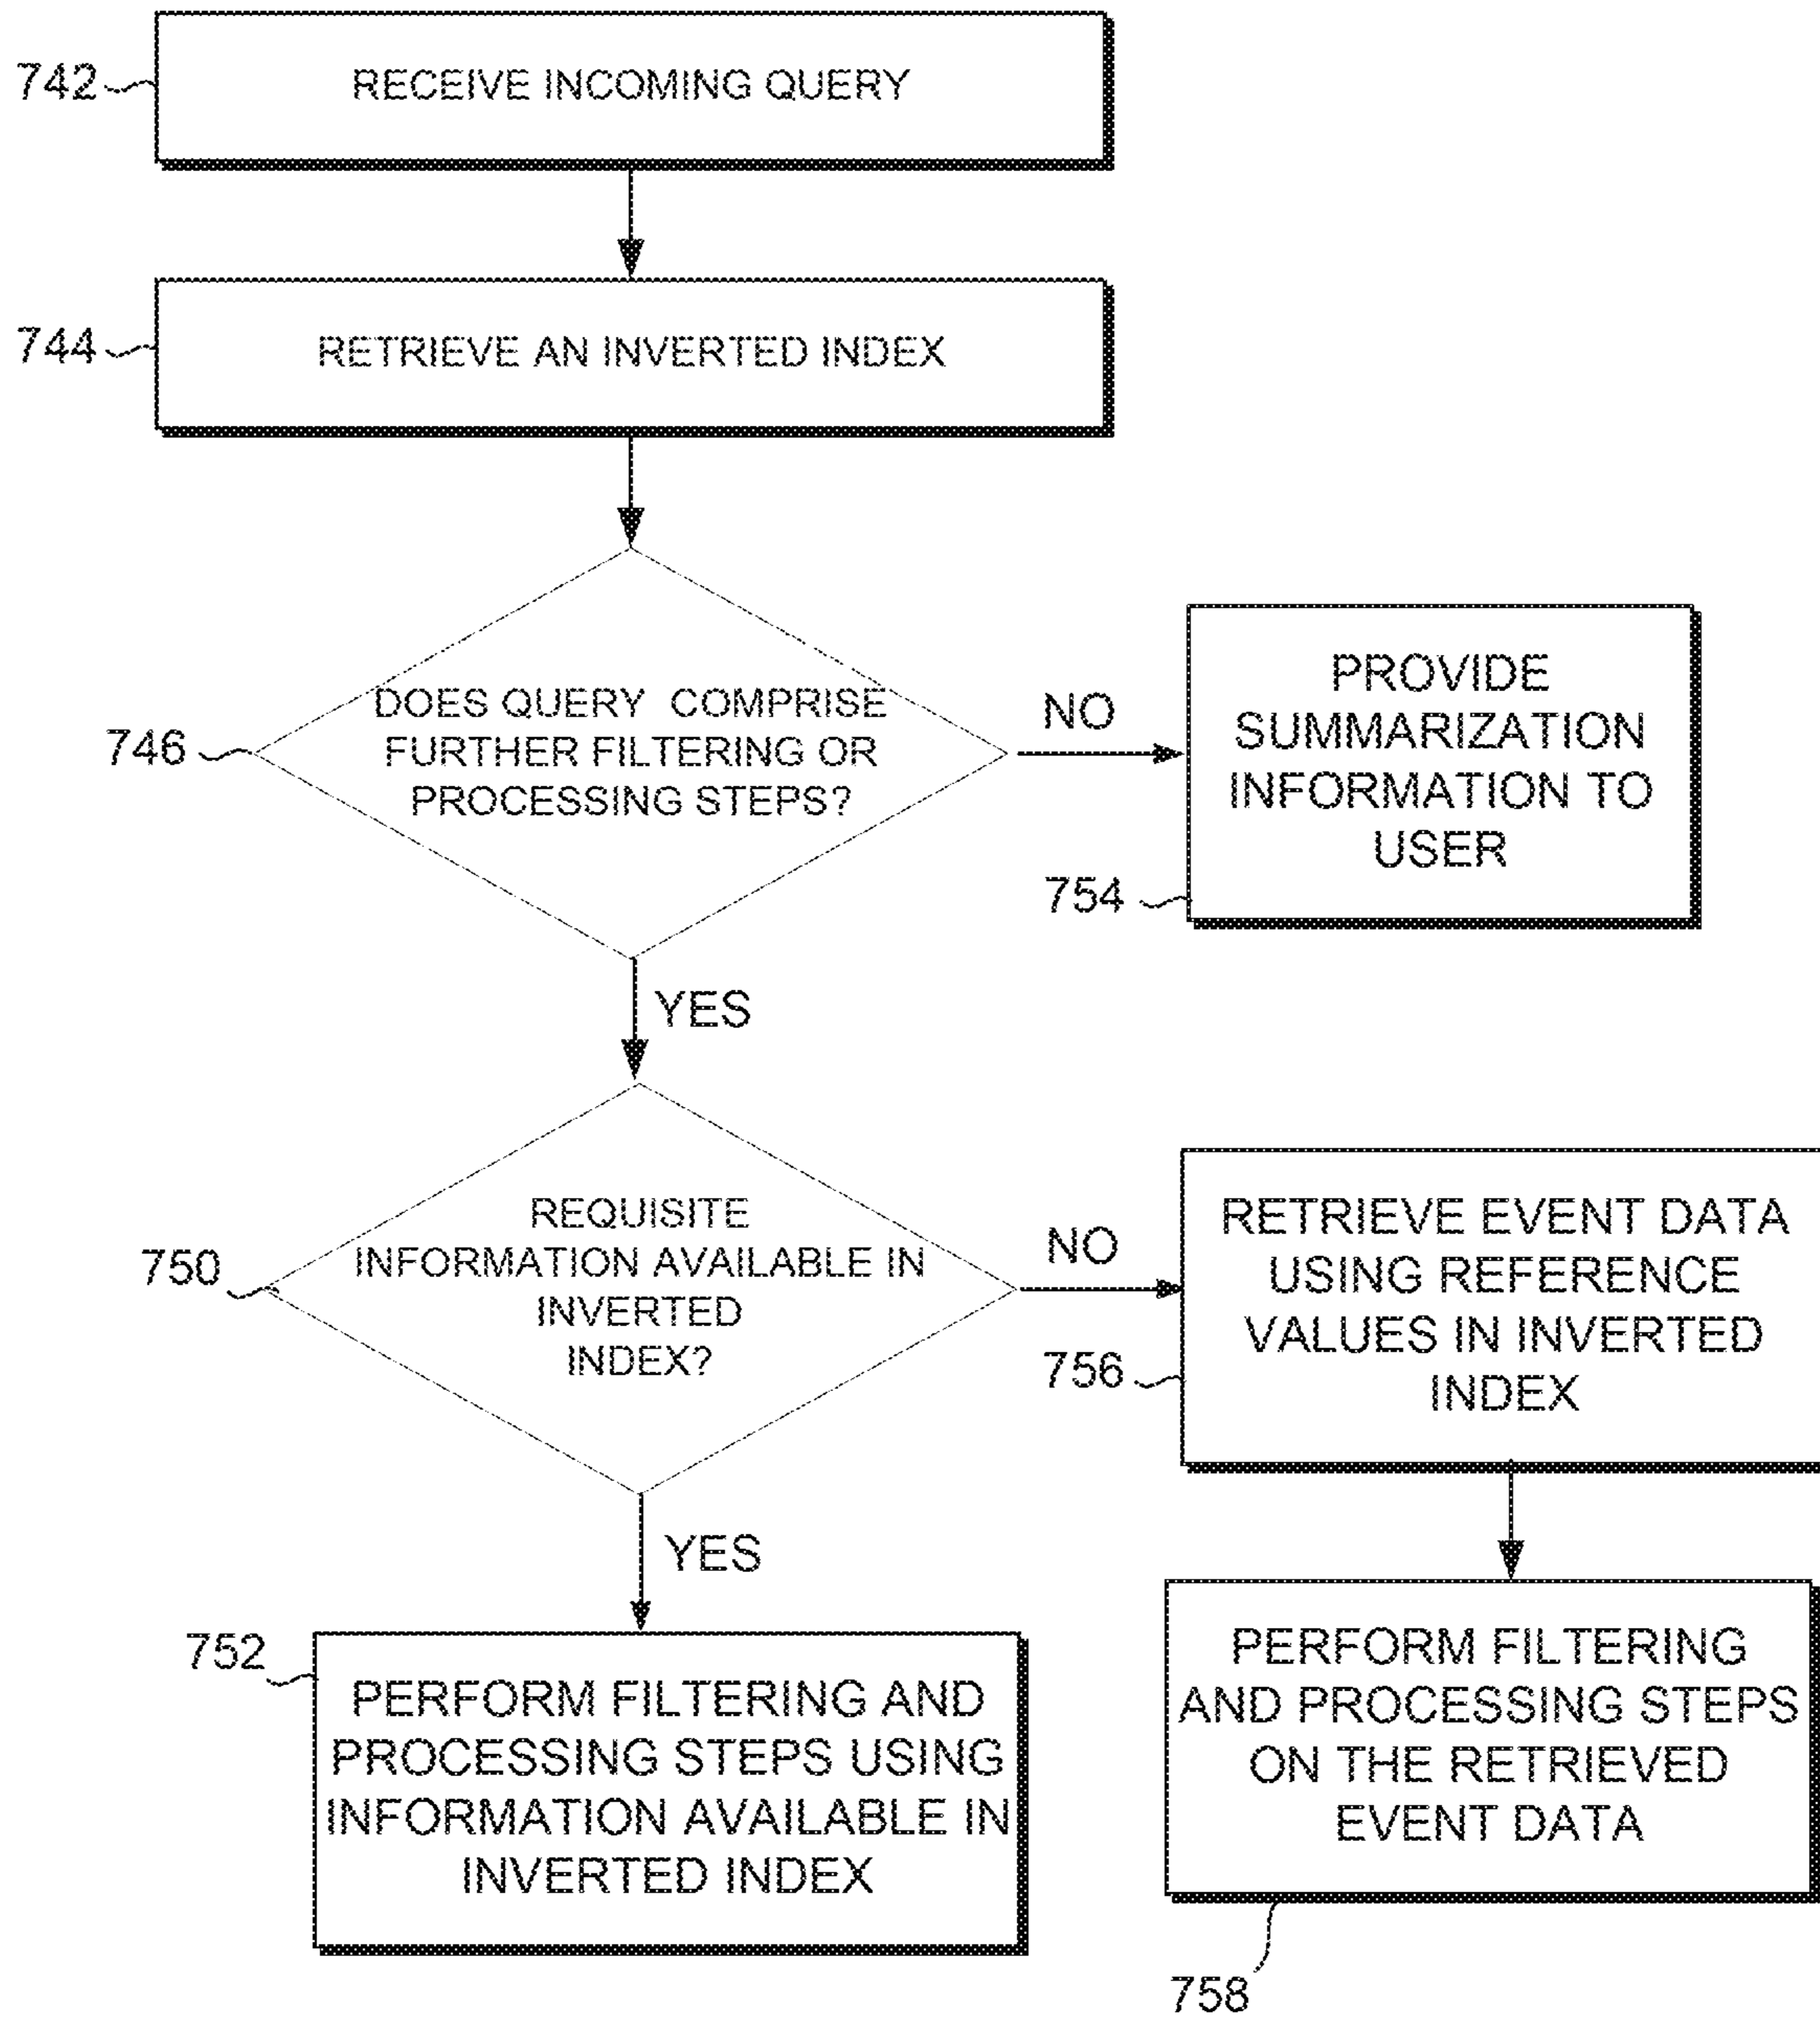 742
RECEIVE INCOMING QUERY
744
RETRIEVE AN INVERTED INDEX
746
DOES QUERY COMPRISE
FURTHER FILTERING OR
PROCESSING STEPS?
NO
754
PROVIDE
SUMMARIZATION
INFORMATION TO
USER
YES
750
REQUISITE
INFORMATION AVAILABLE IN
INVERTED
INDEX?
NO
756
RETRIEVE EVENT DATA
USING REFERENCE
VALUES IN INVERTED
INDEX
YES
752
PERFORM FILTERING AND
PROCESSING STEPS USING
INFORMATION AVAILABLE IN
INVERTED INDEX
PERFORM FILTERING
AND PROCESSING STEPS
ON THE RETRIEVED
EVENT DATA
758